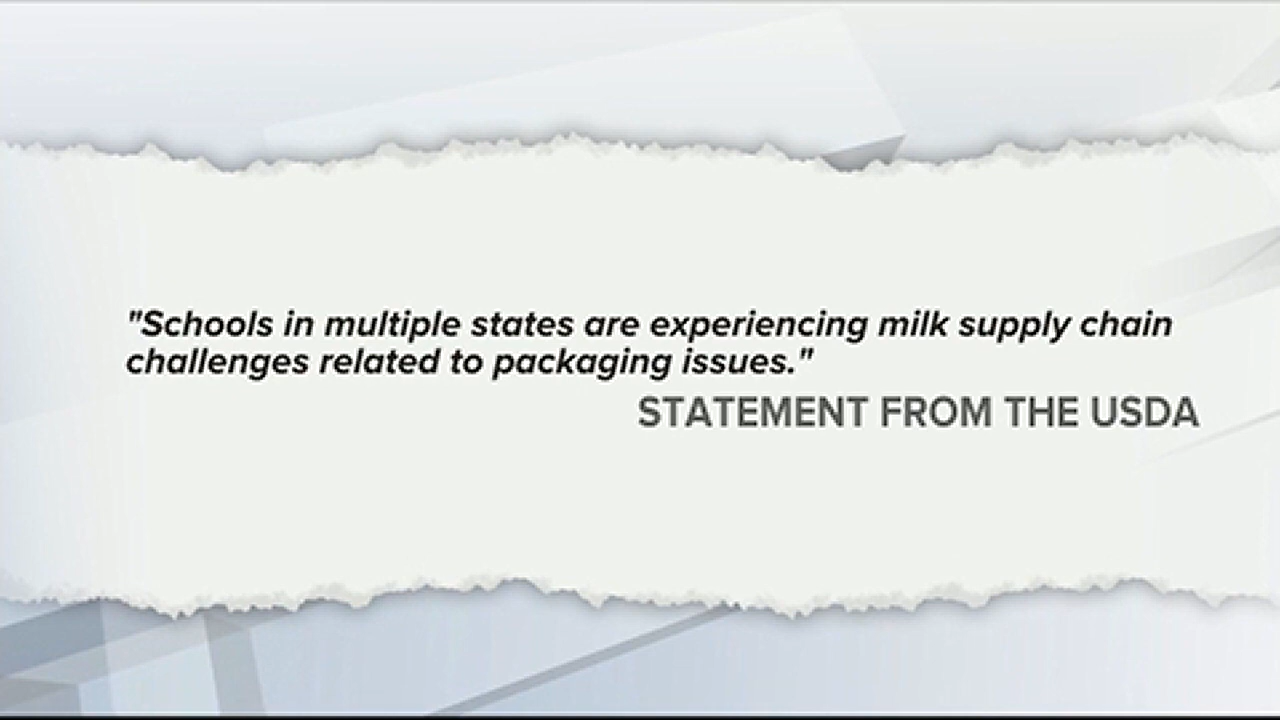 "Schools in multiple states are experiencing milk supply chain
challenges related to packaging issues."
STATEMENT FROM THE USDA